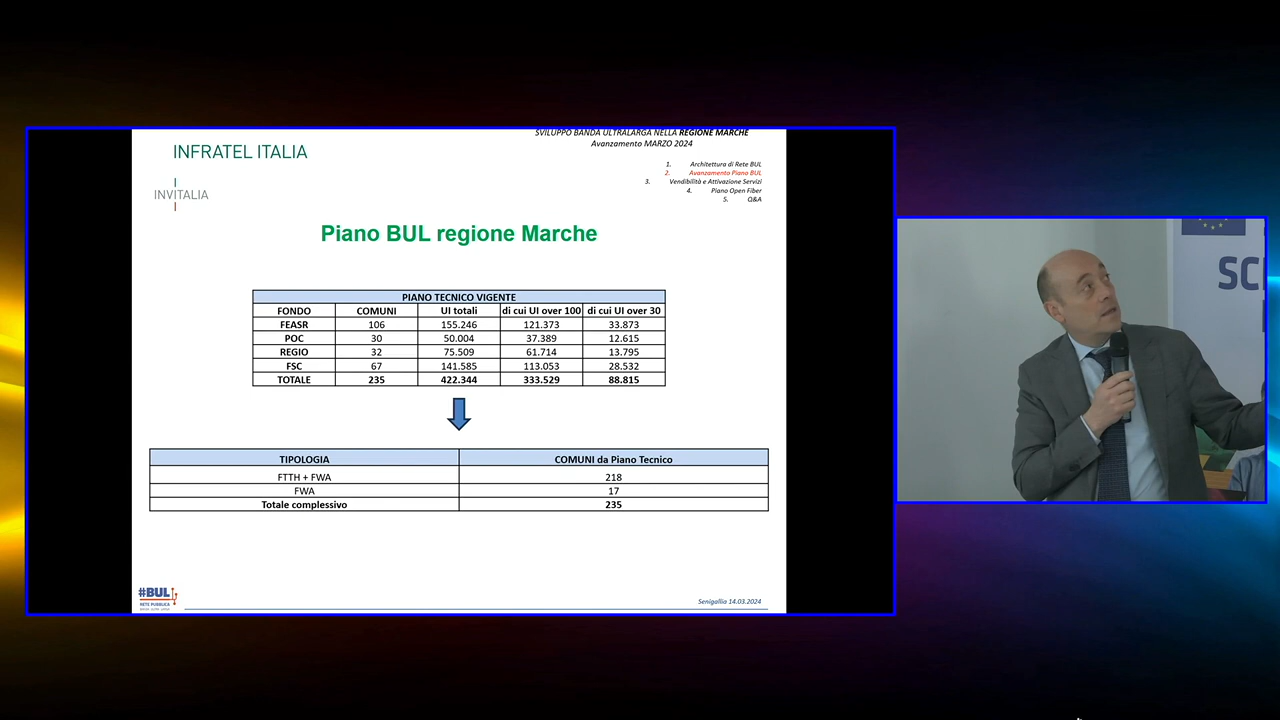 SVILUPPO BANDA ULTRALARGA NELLA REGIONE MARCHE
Avanzamento MARZO 2024
INFRATEL ITALIA
1. Architettura di Rete BUL
2. Avanzamento Piano BUL
3. Vendibilità e Attivazione Servizi
4. Piano Open Fiber
5. Q&A
INVITALIA
Piano BUL regione Marche
PIANO TECNICO VIGENTE
FONDO COMUNI UI totali di cui UI over 100 di cui UI over 30
FEASR 106 155.246 121.373 33.873
POC 30 50.004 37.389 12.615
REGIO 32 75.509 61.714 13.795
FSC 67 141.585 113.053 28.532
TOTALE 235 422.344 333.529 88.815
TIPOLOGIA COMUNI da Piano Tecnico
FTTH + FWA 218
FWA 17
Totale complessivo 235
#BUL
RETE PUBBLICA
Senigallia 14.03.2024
SC